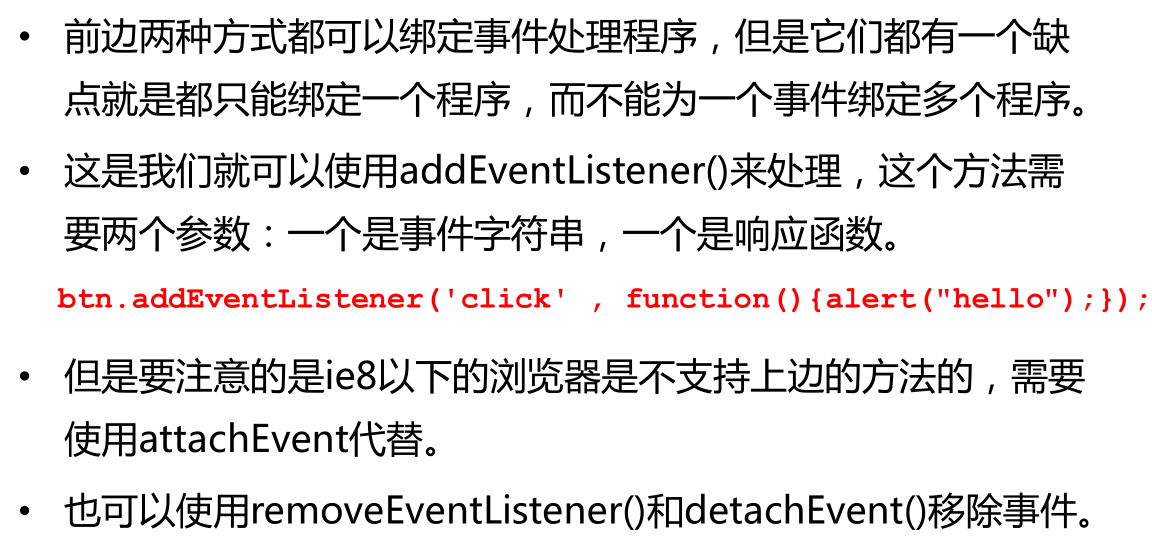 • 前边两种方式都可以绑定事件处理程序，但是它们都有一个缺
点就是都只能绑定一个程序，而不能为一个事件绑定多个程序。
• 这是我们就可以使用addEventListener()来处理，这个方法需
要两个参数：一个是事件字符串，一个是响应函数。
btn.addEventListener('click' , function(){alert("hello");});
• 但是要注意的是ie8以下的浏览器是不支持上边的方法的，需要
使用attachEvent代替。
• 也可以使用removeEventListener()和detachEvent()移除事件。